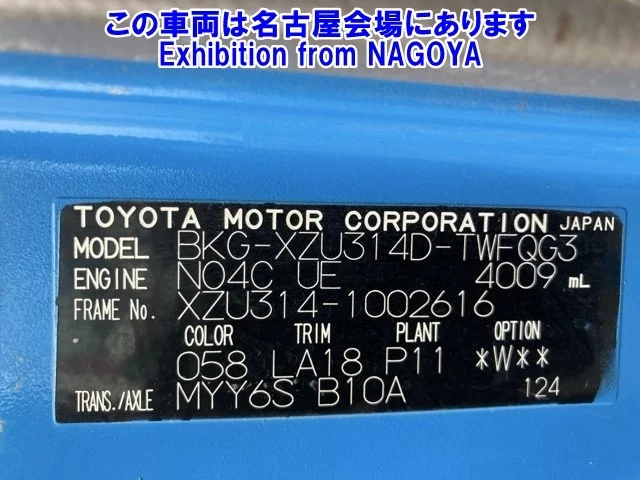 この車両は名古屋会場にあります
Exhibition from NAGOYA
TOYOTA MOTOR CORPORATION JAPAN
MODEL BKG-XZU314D-TWFQG3
ENGINE N04C UE 4009 mL
FRAME No. XZU314-1002616
COLOR TRIM PLANT OPTION
058 LA18 P11 *W**
TRANS./AXLE MYY6S B10A 124